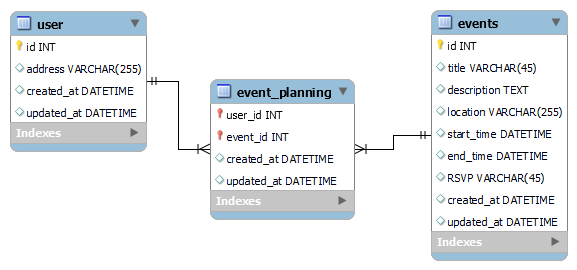 user
id INT
address VARCHAR(255)
created_at DATETIME
updated_at DATETIME
Indexes
event_planning
user_id INT
event_id INT
created_at DATETIME
updated_at DATETIME
Indexes
events
id INT
title VARCHAR(45)
description TEXT
location VARCHAR(255)
start_time DATETIME
end_time DATETIME
RSVP VARCHAR(45)
created_at DATETIME
updated_at DATETIME
Indexes